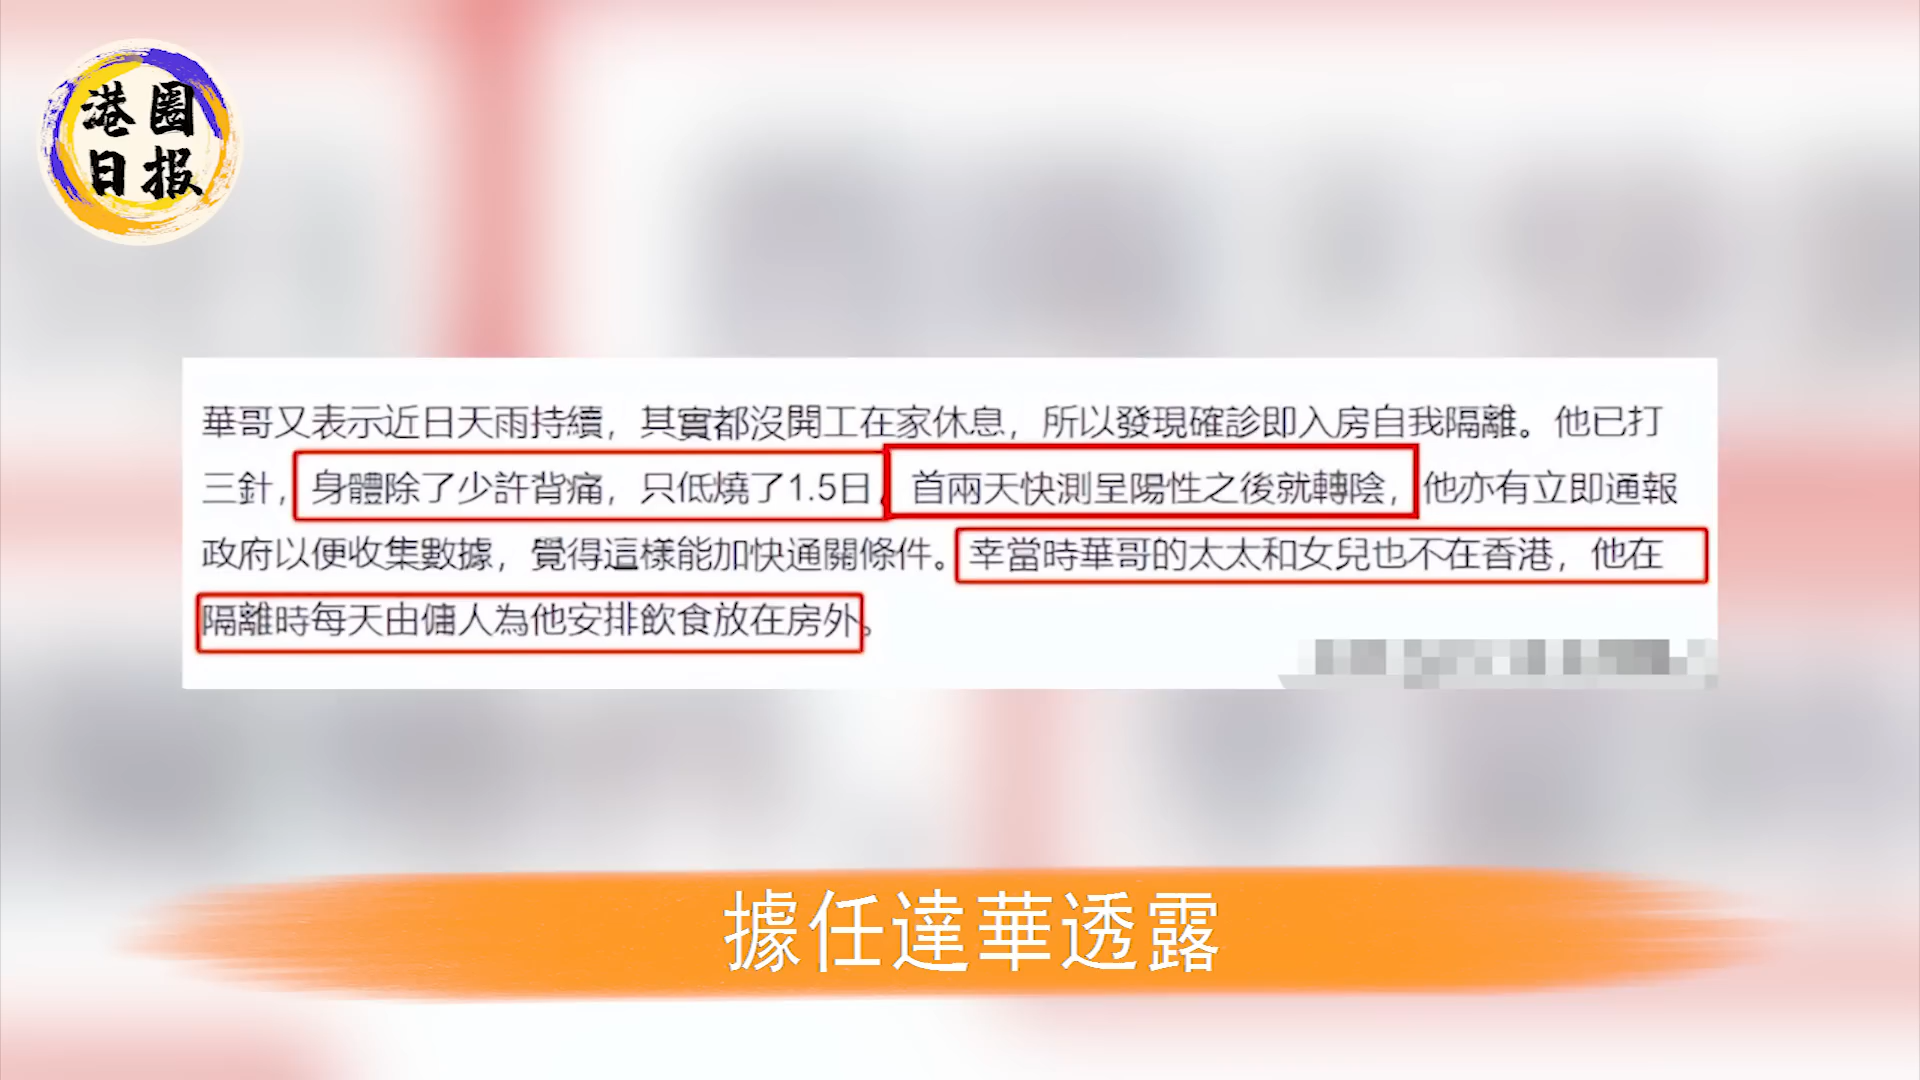 港圈
日报
華哥又表示近日天雨持續，其實都沒開工在家休息，所以發現確診即入房自我隔離。他已打
三針，身體除了少許背痛，只低燒了1.5日，首兩天快測呈陽性之後就轉陰，他亦有立即通報
政府以便收集數據，覺得這樣能加快通關條件。幸當時華哥的太太和女兒也不在香港，他在
隔離時每天由傭人為他安排飲食放在房外。
據任達華透露